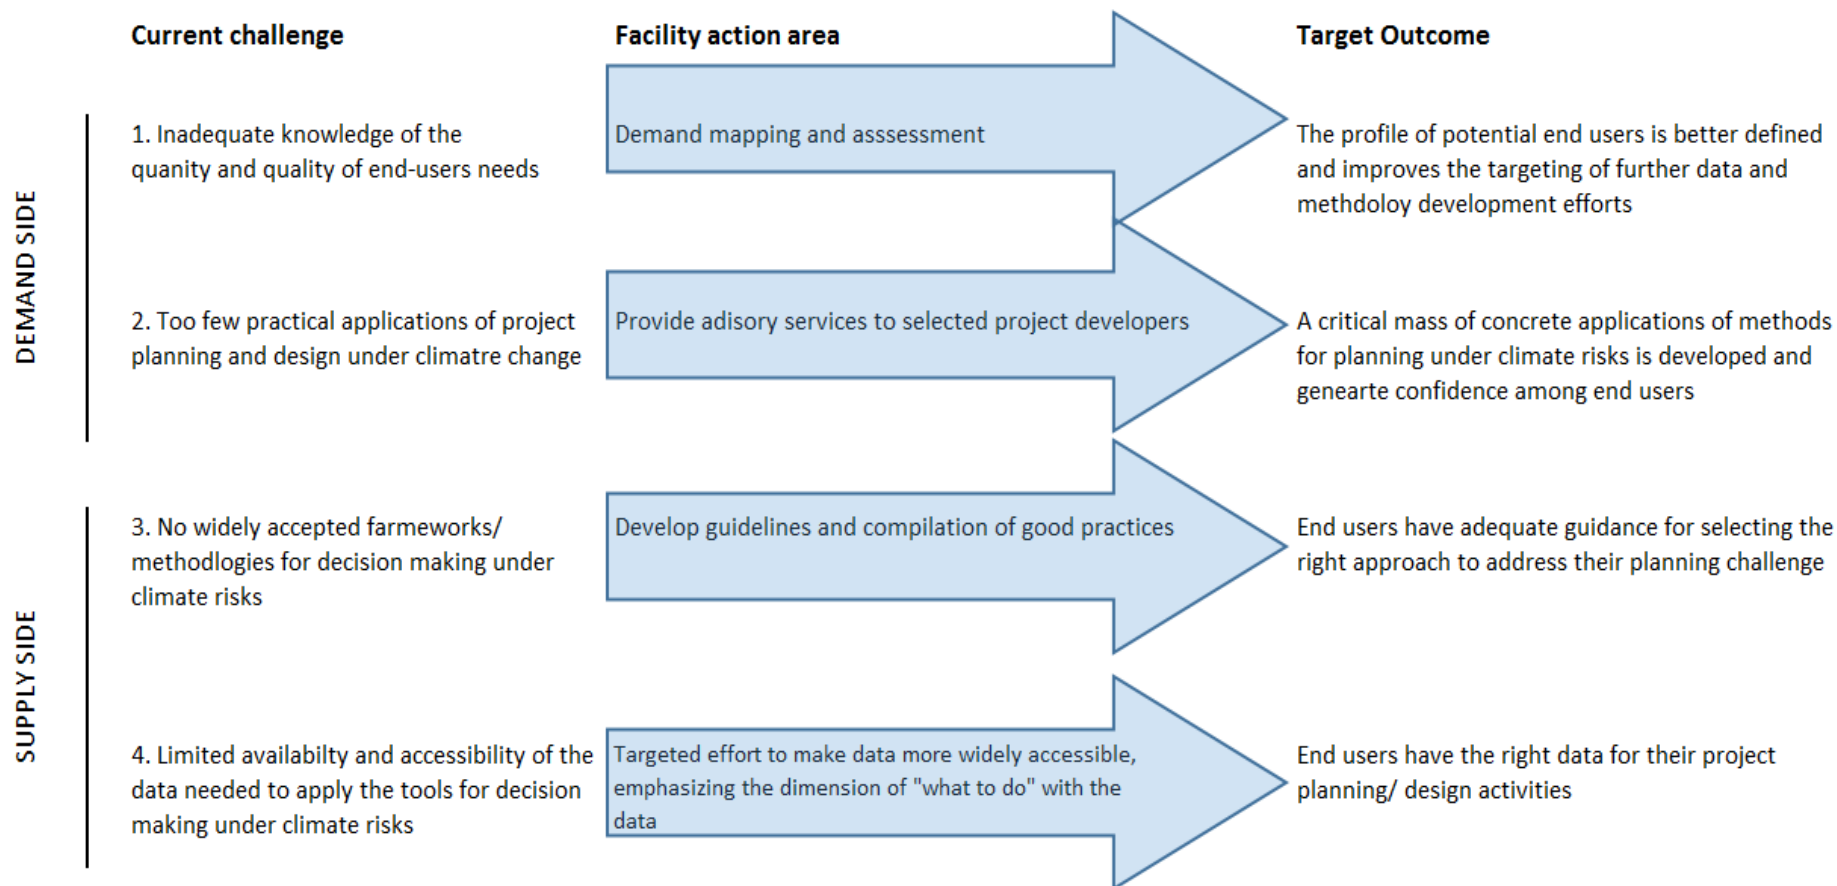 Current challenge
Facility action area
Target Outcome
DEMAND SIDE
1. Inadequate knowledge of the
quanity and quality of end-users needs
Demand mapping and asssessment
The profile of potential end users is better defined
and improves the targeting of further data and
methdoloy development efforts
2. Too few practical applications of project
planning and design under climatre change
Provide adisory services to selected project developers
A critical mass of concrete applications of methods
for planning under climate risks is developed and
genearte confidence among end users
SUPPLY SIDE
3. No widely accepted farmeworks/
methodlogies for decision making under
climate risks
Develop guidelines and compilation of good practices
End users have adequate guidance for selecting the
right approach to address their planning challenge
4. Limited availabilty and accessibility of the
data needed to apply the tools for decision
making under climate risks
Targeted effort to make data more widely accessible,
emphasizing the dimension of "what to do" with the
data
End users have the right data for their project
planning/ design activities